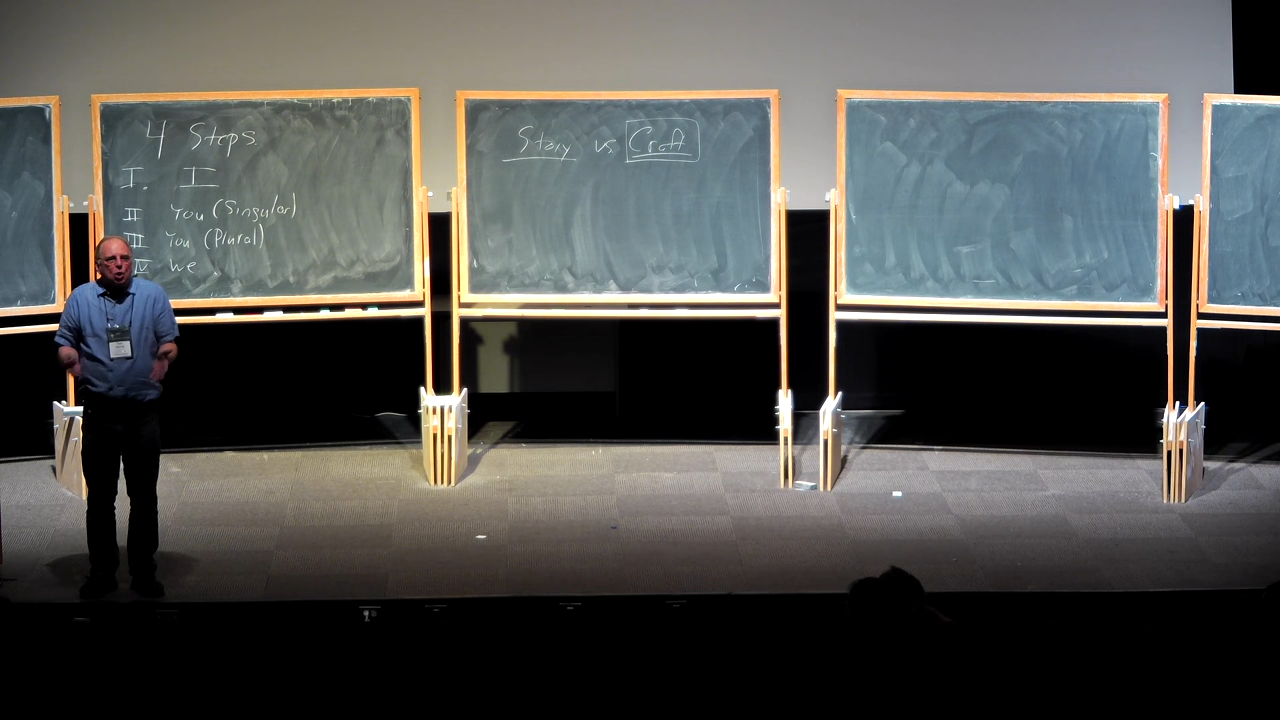 4 Steps
I. I
II You (Singular)
III You (Plural)
IV We
Story vs. Craft